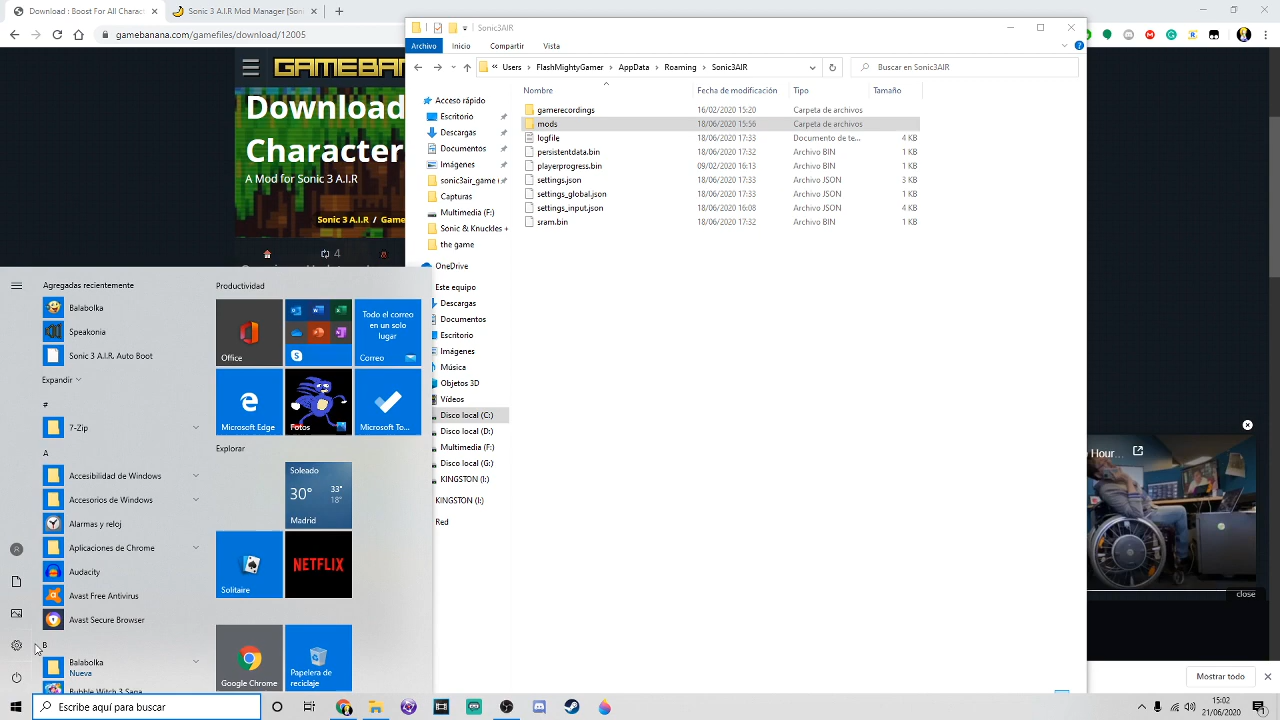 Download : Boost For All Charact
Sonic 3 A.I.R Mod Manager [Soni
gamebanana.com/gamefiles/download/12005
GAMEBAN
Download
Character
A Mod for Sonic 3 A.I.R
Sonic 3 A.I.R / Game
4
Sonic3AIR
Archivo Inicio Compartir Vista
Users > FlashMightyGamer > AppData > Roaming > Sonic3AIR
Buscar en Sonic3AIR
Nombre Fecha de modificación Tipo Tamaño
gamerecordings 16/02/2020 15:20 Carpeta de archivos
mods 18/06/2020 15:56 Carpeta de archivos
logfile 18/06/2020 17:33 Documento de te... 4 KB
persistentdata.bin 18/06/2020 17:32 Archivo BIN 1 KB
playerprogress.bin 09/02/2020 16:13 Archivo BIN 1 KB
settings.json 18/06/2020 17:33 Archivo JSON 3 KB
settings_global.json 18/06/2020 17:33 Archivo JSON 1 KB
settings_input.json 18/06/2020 16:08 Archivo JSON 4 KB
sram.bin 18/06/2020 17:32 Archivo BIN 1 KB
Acceso rápido
Escritorio
Descargas
Documentos
Imágenes
sonic3air_game
Capturas
Multimedia (F:)
Sonic & Knuckles +
the game
OneDrive
Este equipo
Descargas
Documentos
Escritorio
Imágenes
Música
Objetos 3D
Vídeos
Disco local (C:)
Disco local (D:)
Multimedia (F:)
Disco local (G:)
KINGSTON (I:)
KINGSTON (I:)
Red
Agregadas recientemente
Balabolka
Speakonia
Sonic 3 A.I.R. Auto Boot
Expandir
#
7-Zip
A
Accesibilidad de Windows
Accesorios de Windows
Alarmas y reloj
Aplicaciones de Chrome
Audacity
Avast Free Antivirus
Avast Secure Browser
B
Balabolka
Nueva
Bubble Witch 3 Saga
Productividad
Office
Todo el correo
en un solo
lugar
Correo
Microsoft Edge
Fotos
Microsoft To...
Explorar
Soleado
30° 33°
18°
Madrid
Solitaire
NETFLIX
Google Chrome
Papelera de
reciclaje
Hour...
close
Mostrar todo
Escribe aquí para buscar
15:02
21/06/2020